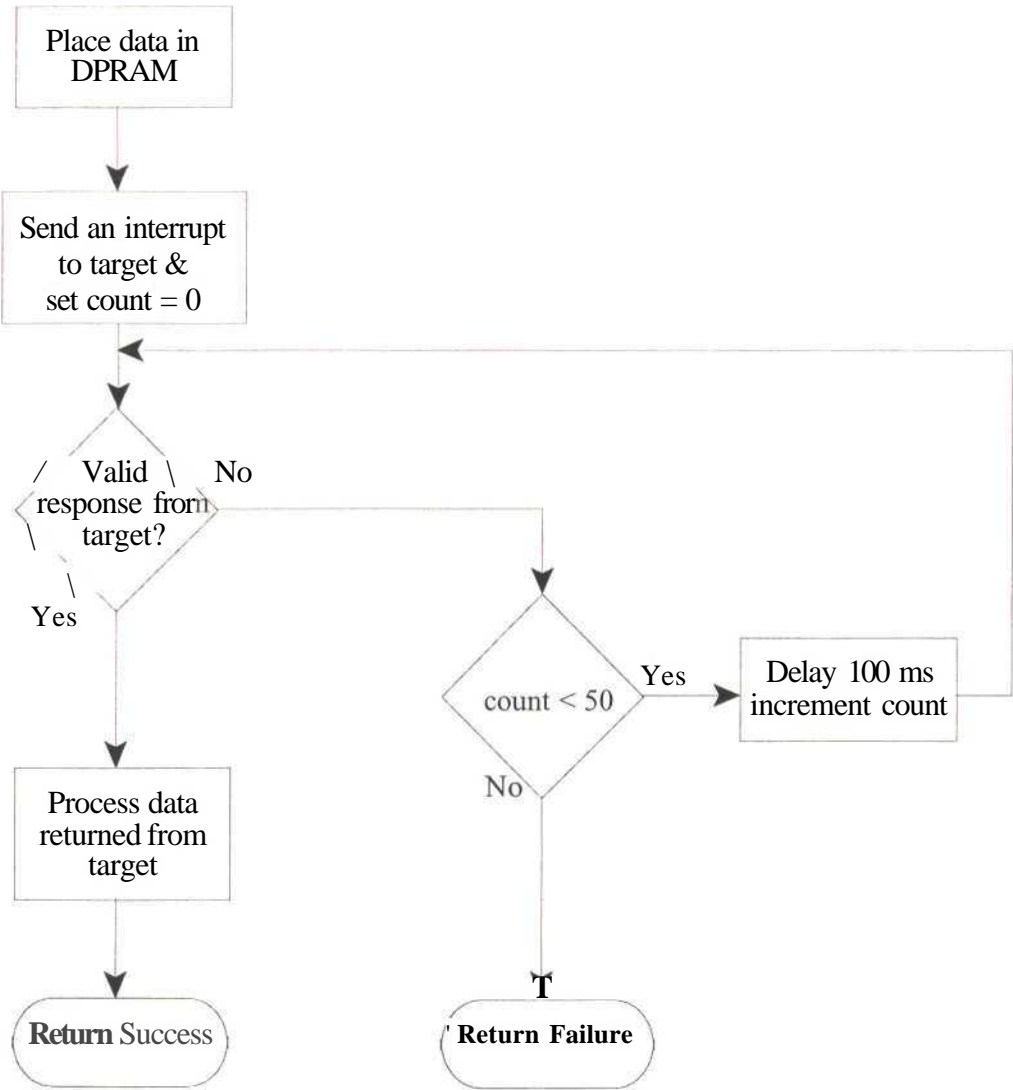 Place data in
DPRAM
Send an interrupt
to target &
set count = 0
Valid
response from
target?
No
Yes
count < 50
Yes
No
Delay 100 ms
increment count
Process data
returned from
target
Return Success
T
' Return Failure